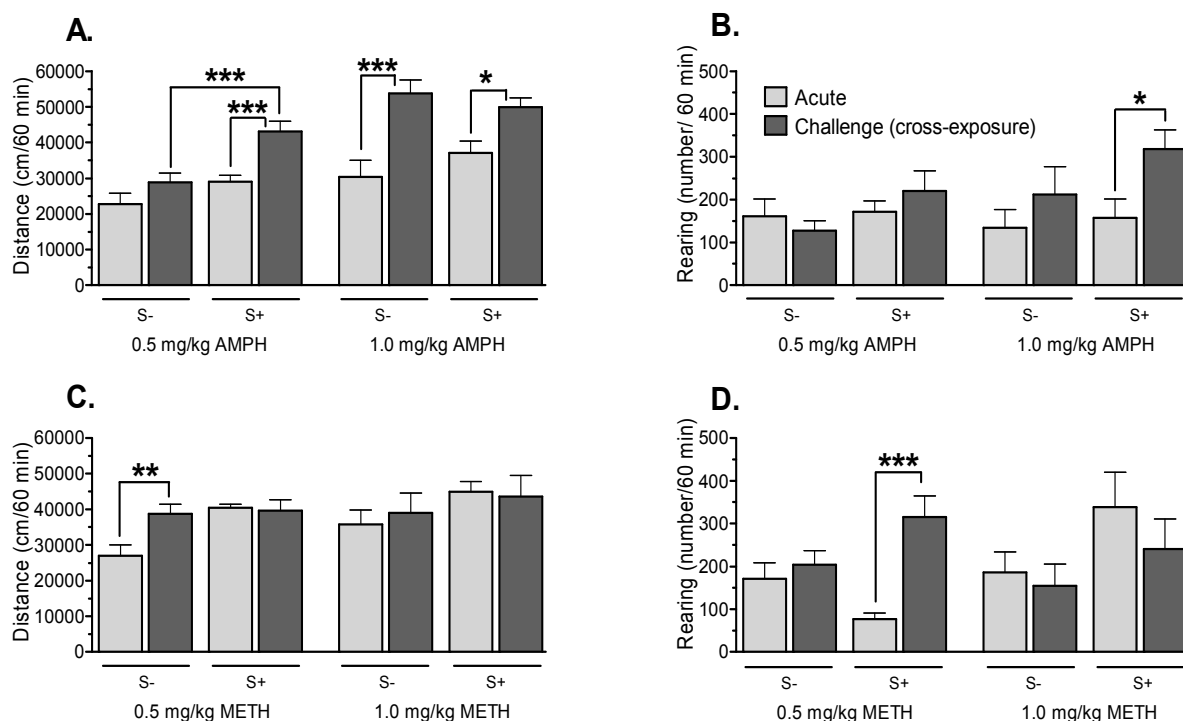 A.
Distance (cm/60 min)
60000
50000
40000
30000
20000
10000
0
***
***
***
*
S-
S+
S-
S+
0.5 mg/kg AMPH
1.0 mg/kg AMPH
B.
Rearing (number/ 60 min)
500
400
300
200
100
0
Acute
Challenge (cross-exposure)
*
S-
S+
S-
S+
0.5 mg/kg AMPH
1.0 mg/kg AMPH
C.
Distance (cm/60 min)
60000
50000
40000
30000
20000
10000
0
**
S-
S+
S-
S+
0.5 mg/kg METH
1.0 mg/kg METH
D.
Rearing (number/60 min)
500
400
300
200
100
0
***
S-
S+
S-
S+
0.5 mg/kg METH
1.0 mg/kg METH